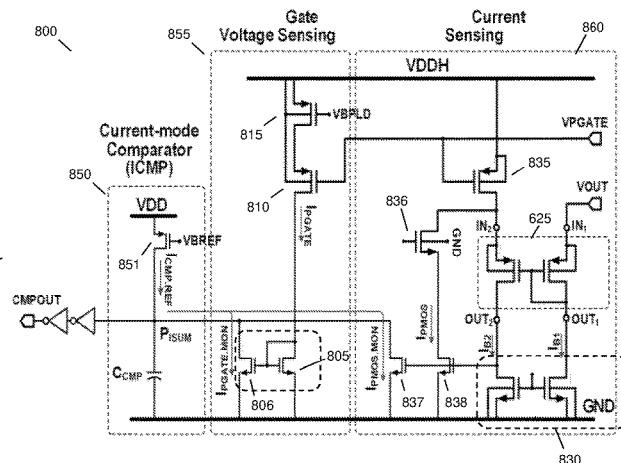 800
855
Gate
Voltage Sensing
Current
Sensing
860
VDDH
815
VBPLD
VPGATE
Current-mode
Comparator
(ICMP)
850
810
835
VOUT
836
625
VDD
IPGATE
GND
IN2
IN1
851
VBREF
ICMP.REF
CMPOUT
PISUM
IPMOS
OUT2
OUT1
IB2
IB1
CCMP
IPGATE.MON
805
806
IPMOS.MON
837
838
GND
830